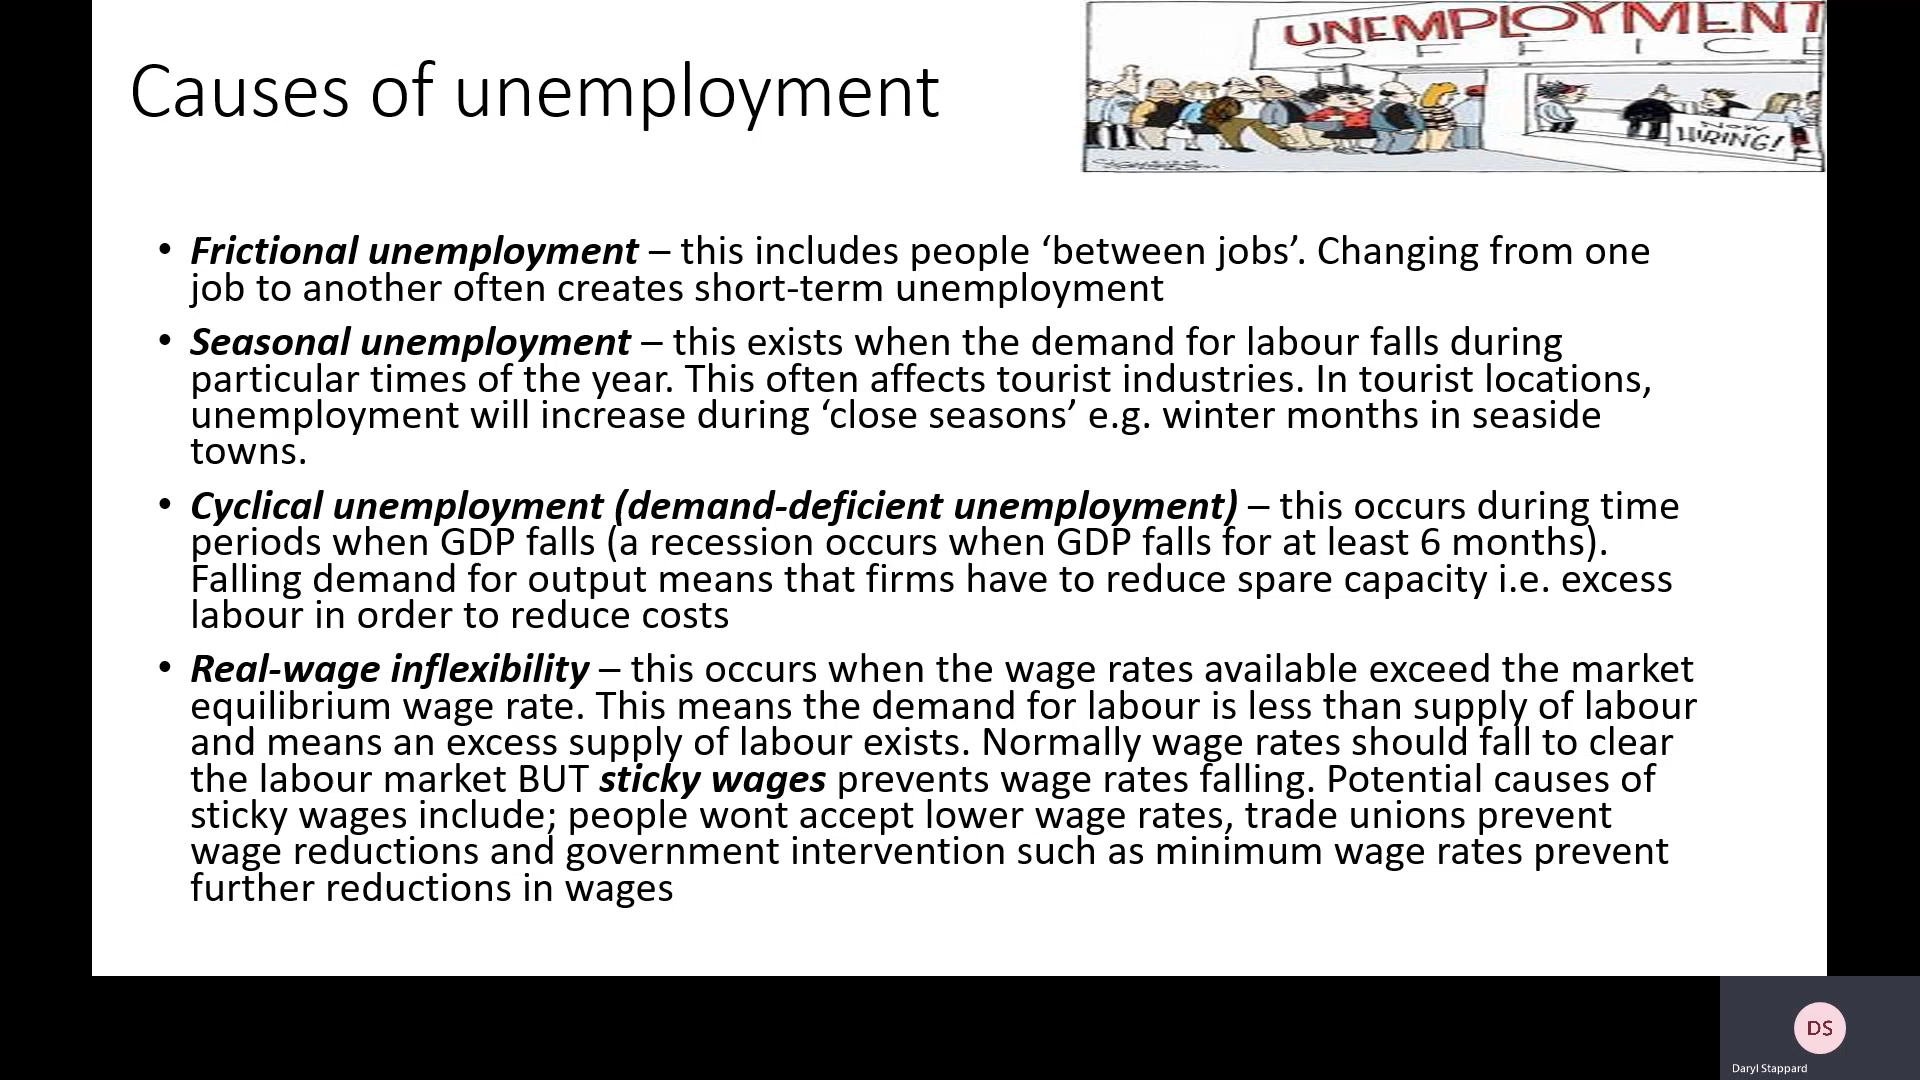 Causes of unemployment
UNEMPLOYMENT
OFFICE
NOW
HIRING!
• Frictional unemployment – this includes people ‘between jobs’. Changing from one
job to another often creates short-term unemployment
• Seasonal unemployment – this exists when the demand for labour falls during
particular times of the year. This often affects tourist industries. In tourist locations,
unemployment will increase during ‘close seasons’ e.g. winter months in seaside
towns.
• Cyclical unemployment (demand-deficient unemployment) – this occurs during time
periods when GDP falls (a recession occurs when GDP falls for at least 6 months).
Falling demand for output means that firms have to reduce spare capacity i.e. excess
labour in order to reduce costs
• Real-wage inflexibility – this occurs when the wage rates available exceed the market
equilibrium wage rate. This means the demand for labour is less than supply of labour
and means an excess supply of labour exists. Normally wage rates should fall to clear
the labour market BUT sticky wages prevents wage rates falling. Potential causes of
sticky wages include; people wont accept lower wage rates, trade unions prevent
wage reductions and government intervention such as minimum wage rates prevent
further reductions in wages
DS
Daryl Stappard